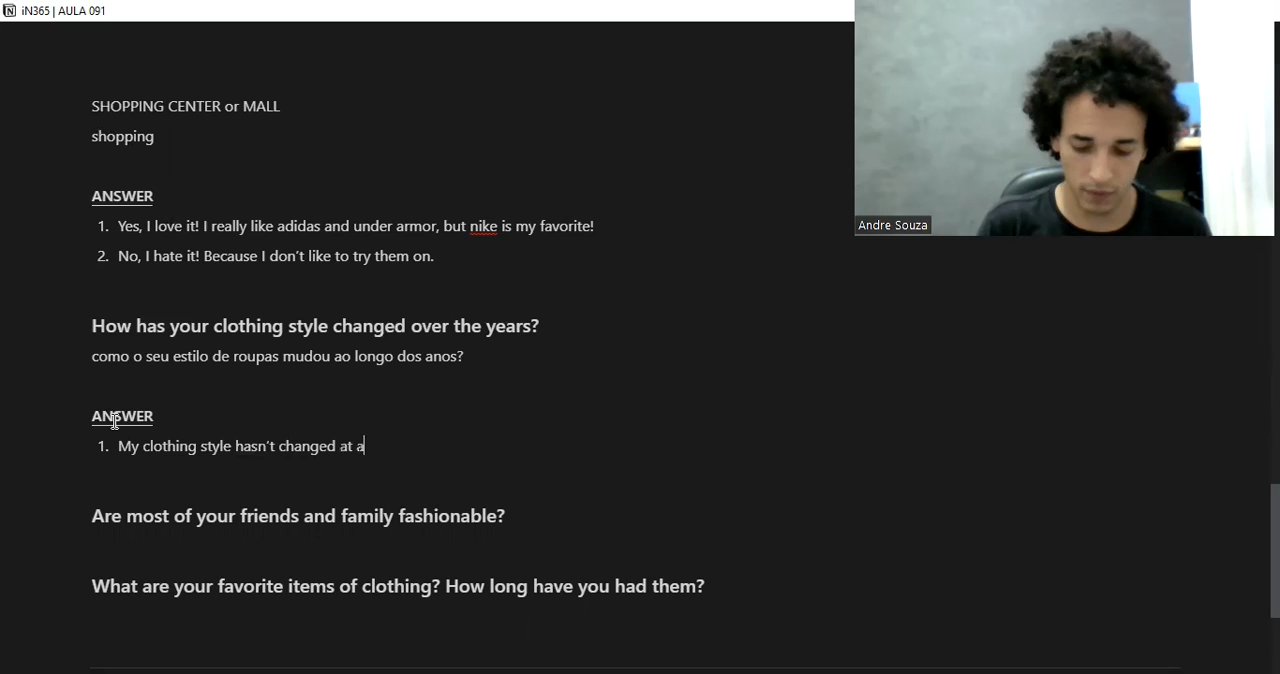 iN365 | AULA 091
SHOPPING CENTER or MALL
shopping
ANSWER
1. Yes, I love it! I really like adidas and under armor, but nike is my favorite!
2. No, I hate it! Because I don't like to try them on.
Andre Souza
How has your clothing style changed over the years?
como o seu estilo de roupas mudou ao longo dos anos?
ANSWER
1. My clothing style hasn't changed at a
Are most of your friends and family fashionable?
What are your favorite items of clothing? How long have you had them?